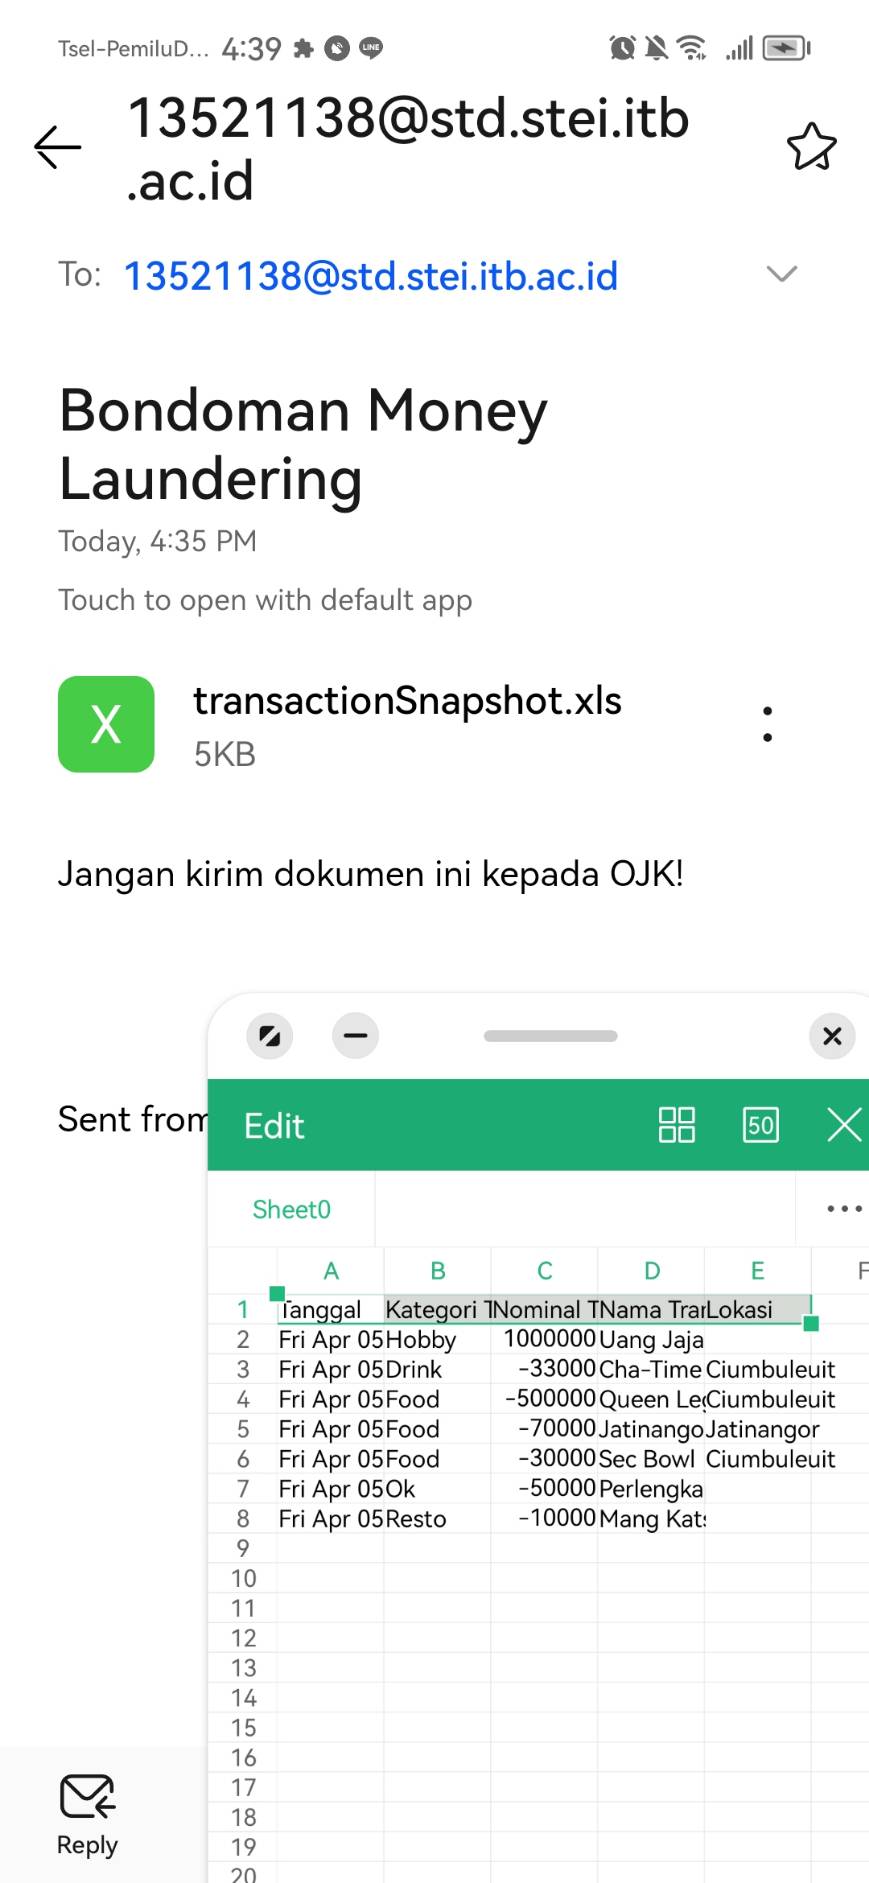 Tsel-PemiluD... 4:39 LINE
13521138@std.stei.itb
.ac.id
To: 13521138@std.stei.itb.ac.id
Bondoman Money
Laundering
Today, 4:35 PM
Touch to open with default app
X transactionSnapshot.xls
5KB
Jangan kirim dokumen ini kepada OJK!
Sent from
Edit 50
Sheet0
A B C D E F
1 Tanggal Kategori T Nominal T Nama Tran Lokasi
2 Fri Apr 05 Hobby 1000000 Uang Jaja
3 Fri Apr 05 Drink -33000 Cha-Time Ciumbuleuit
4 Fri Apr 05 Food -500000 Queen Leg Ciumbuleuit
5 Fri Apr 05 Food -70000 Jatinango Jatinangor
6 Fri Apr 05 Food -30000 Sec Bowl Ciumbuleuit
7 Fri Apr 05 Ok -50000 Perlengka
8 Fri Apr 05 Resto -10000 Mang Kats
9
10
11
12
13
14
15
16
17
18
19
20
Reply